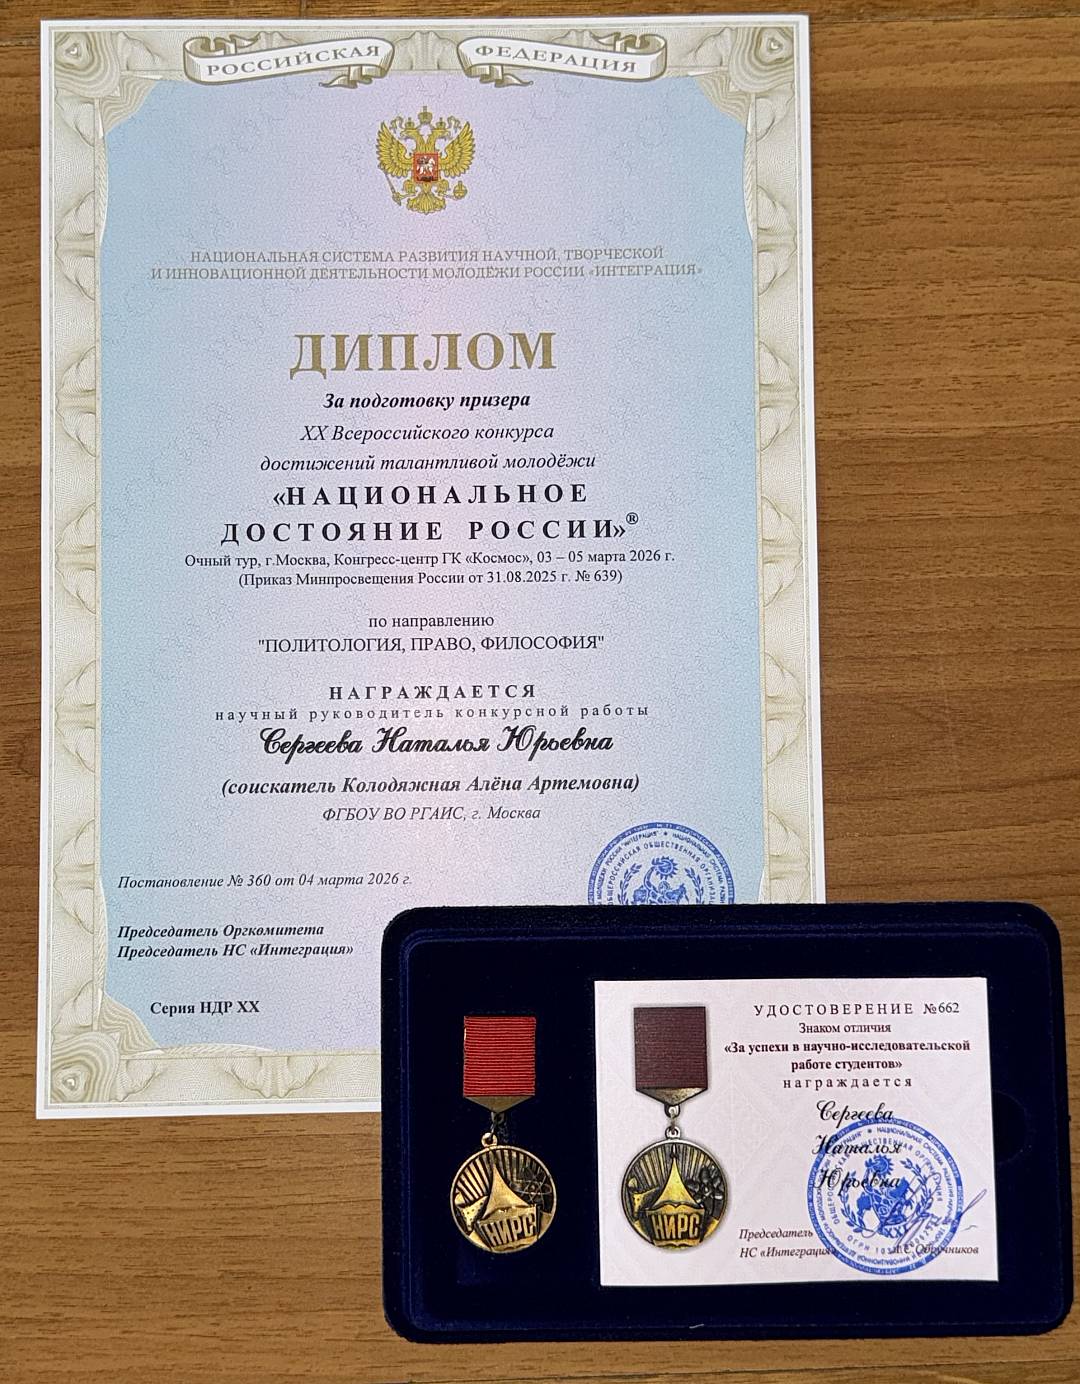 РОССИЙСКАЯ ФЕДЕРАЦИЯ
НАЦИОНАЛЬНАЯ СИСТЕМА РАЗВИТИЯ НАУЧНОЙ, ТВОРЧЕСКОЙ
И ИННОВАЦИОННОЙ ДЕЯТЕЛЬНОСТИ МОЛОДЁЖИ РОССИИ «ИНТЕГРАЦИЯ»
ДИПЛОМ
За подготовку призера
XX Всероссийского конкурса
достижений талантливой молодёжи
«НАЦИОНАЛЬНОЕ
ДОСТОЯНИЕ РОССИИ»®
Очный тур, г.Москва, Конгресс-центр ГК «Космос», 03 – 05 марта 2026 г.
(Приказ Минпросвещения России от 31.08.2025 г. № 639)
по направлению
"ПОЛИТОЛОГИЯ, ПРАВО, ФИЛОСОФИЯ"
НАГРАЖДАЕТСЯ
научный руководитель конкурсной работы
Сергеева Наталья Юрьевна
(соискатель Колодяжная Алёна Артемовна)
ФГБОУ ВО РГАИС, г. Москва
Постановление № 360 от 04 марта 2026 г.
Председатель Оргкомитета
Председатель НС «Интеграция»
Серия НДР XX
НИРС
НИРС
УДОСТОВЕРЕНИЕ №662
Знаком отличия
«За успехи в научно-исследовательской
работе студентов»
награждается
Сергеева
Наталья
Юрьевна
Председатель
НС «Интеграция» А.С. Обручников